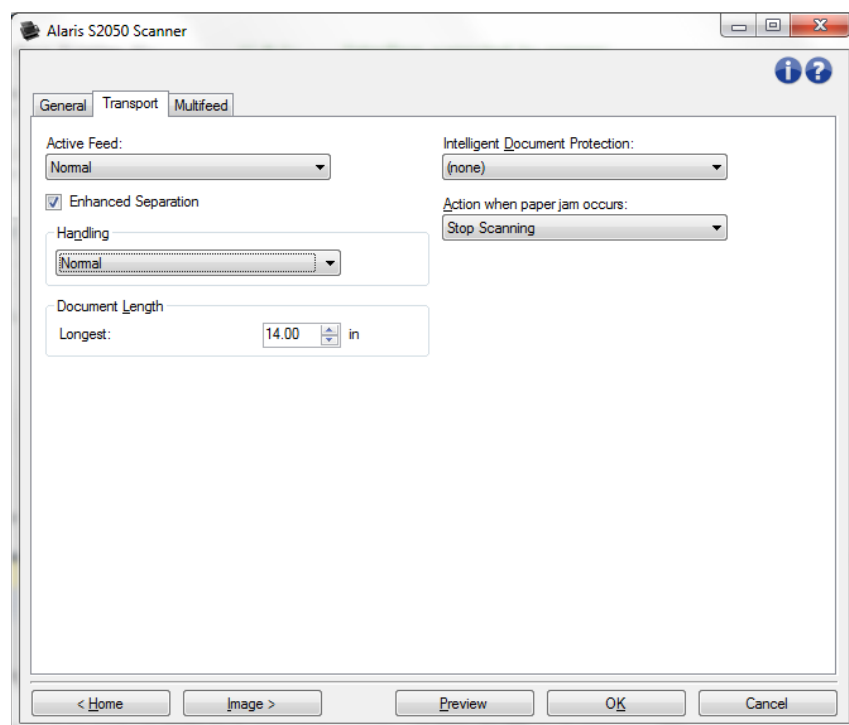 Alaris S2050 Scanner
General Transport Multifeed
Active Feed:
Normal
Enhanced Separation
Handling
Normal
Document Length
Longest: 14.00 in
Intelligent Document Protection:
(none)
Action when paper jam occurs:
Stop Scanning
< Home Image > Preview OK Cancel